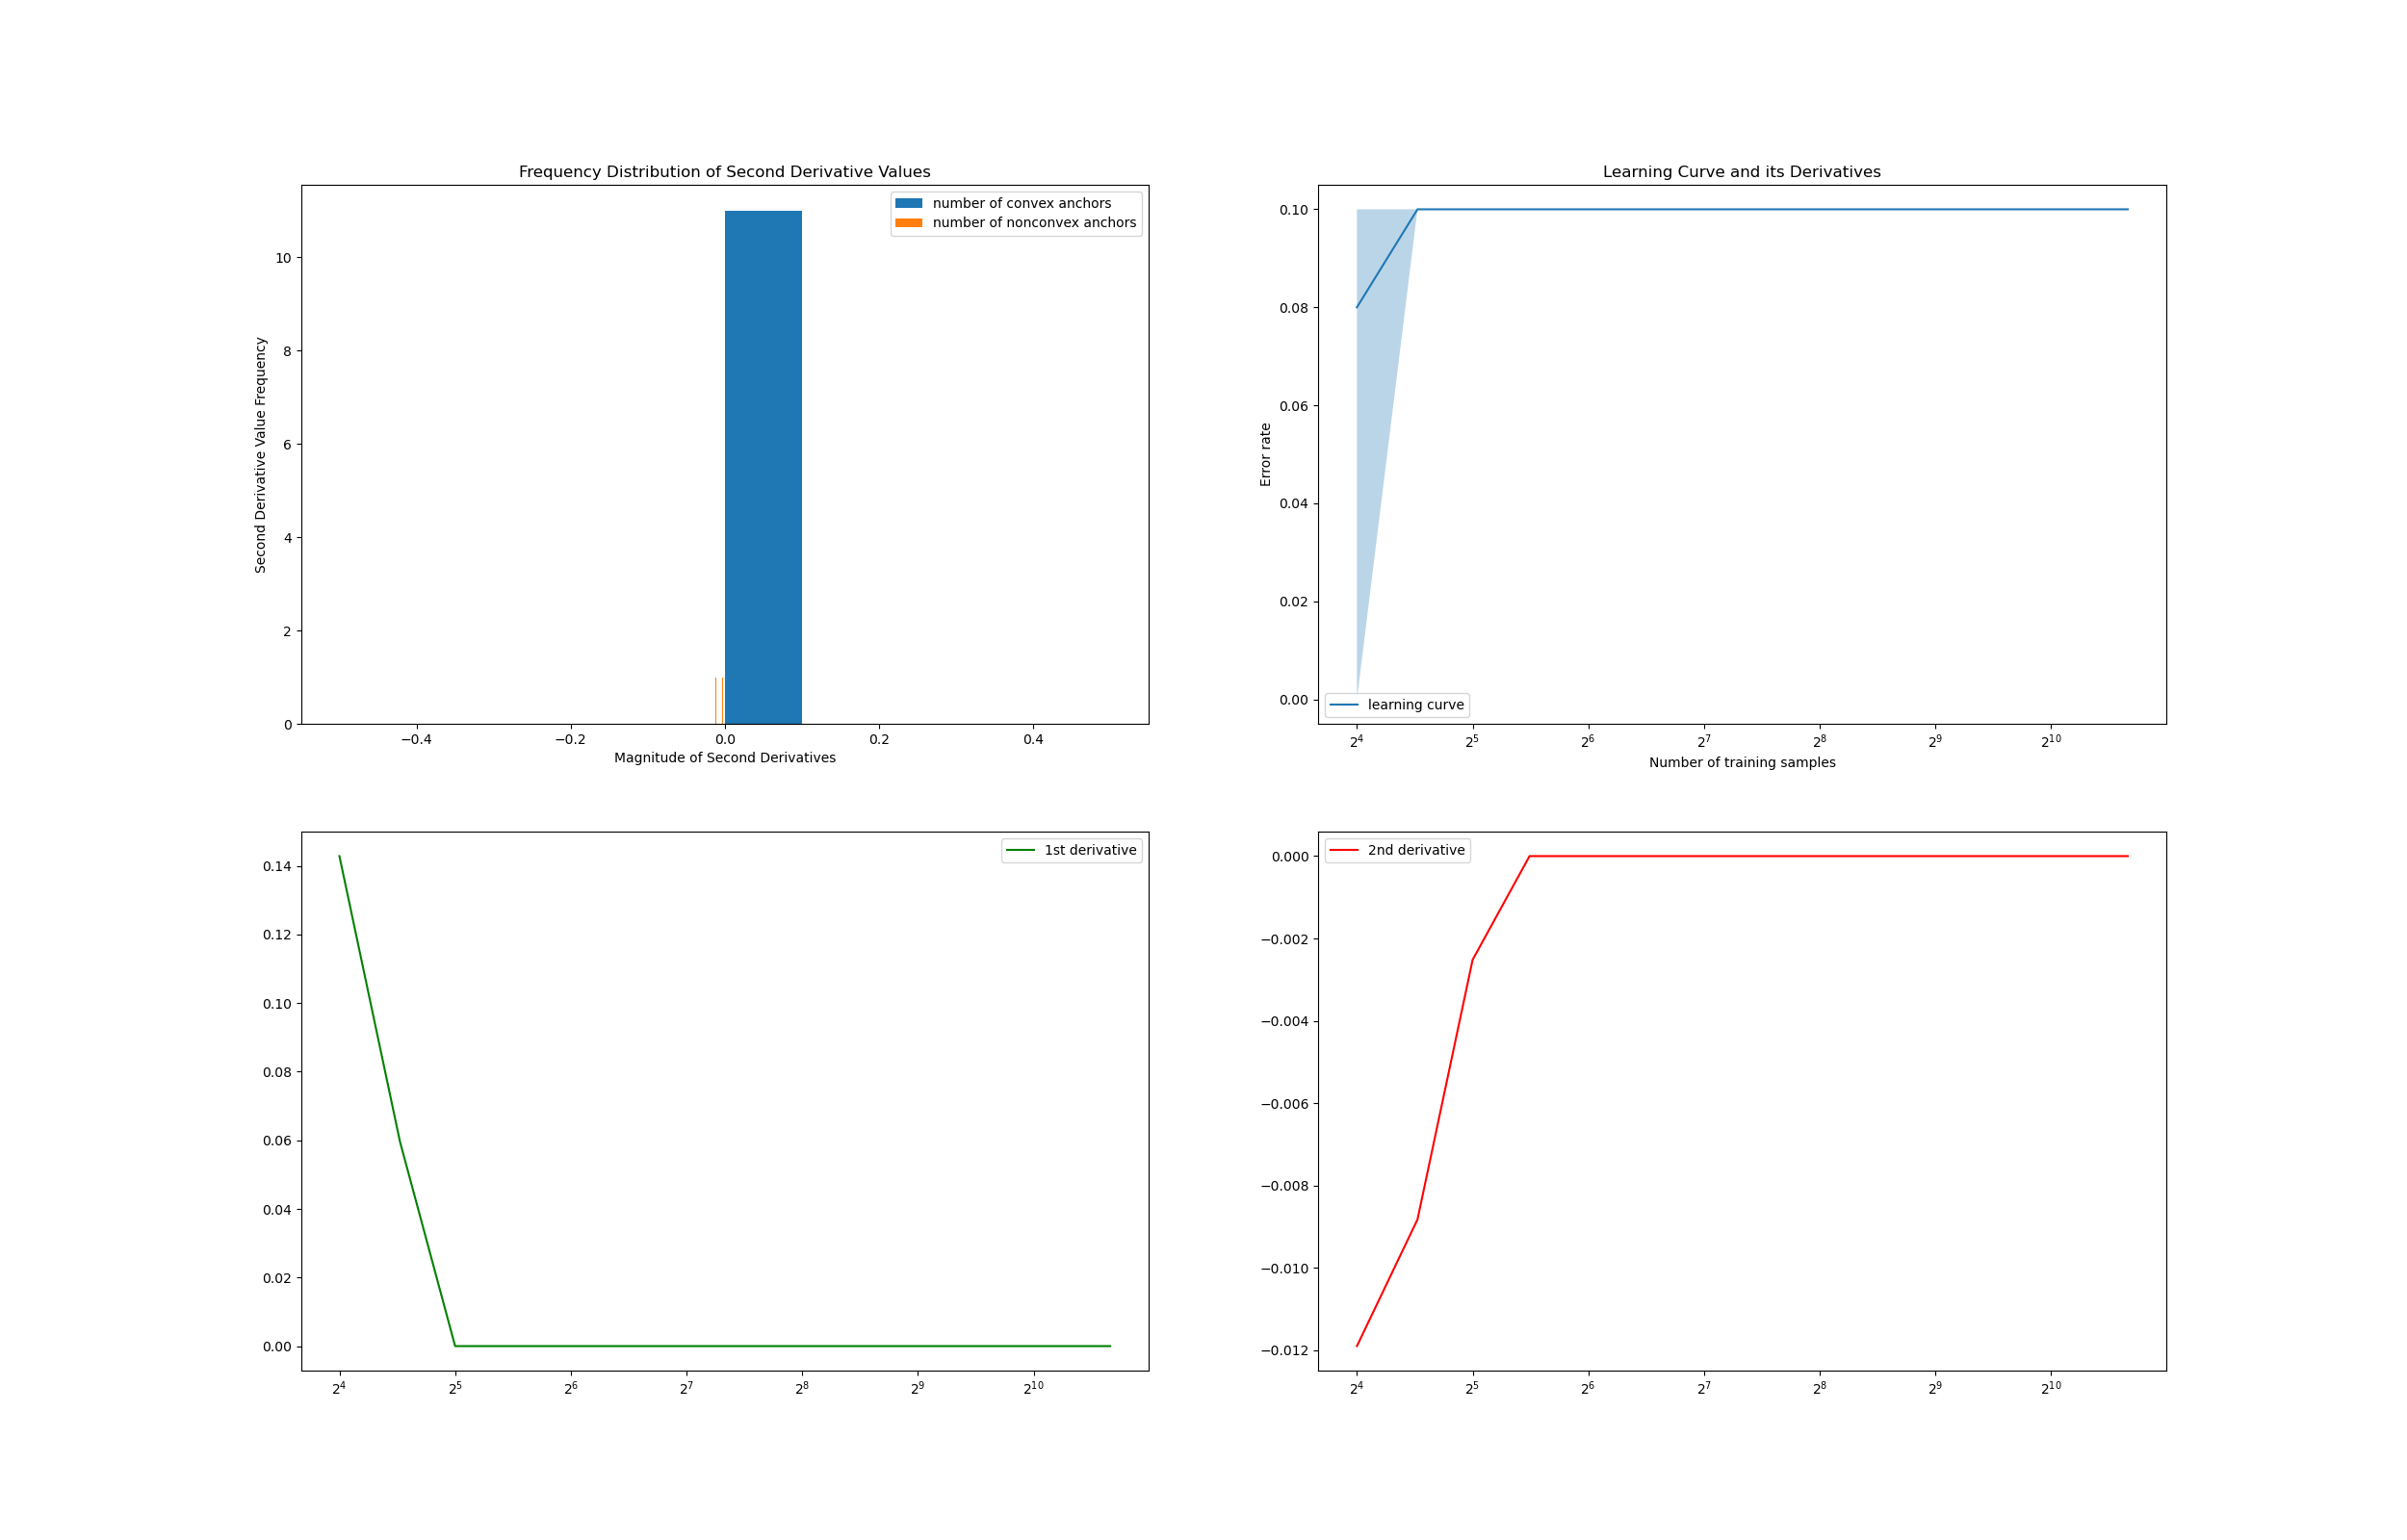 Frequency Distribution of Second Derivative Values
number of convex anchors
number of nonconvex anchors
Second Derivative Value Frequency
10
8
6
4
2
0
−0.4 −0.2 0.0 0.2 0.4
Magnitude of Second Derivatives
Learning Curve and its Derivatives
Error rate
0.10
0.08
0.06
0.04
0.02
0.00
learning curve
2^4 2^5 2^6 2^7 2^8 2^9 2^10
Number of training samples
1st derivative
0.14
0.12
0.10
0.08
0.06
0.04
0.02
0.00
2^4 2^5 2^6 2^7 2^8 2^9 2^10
2nd derivative
0.000
−0.002
−0.004
−0.006
−0.008
−0.010
−0.012
2^4 2^5 2^6 2^7 2^8 2^9 2^10